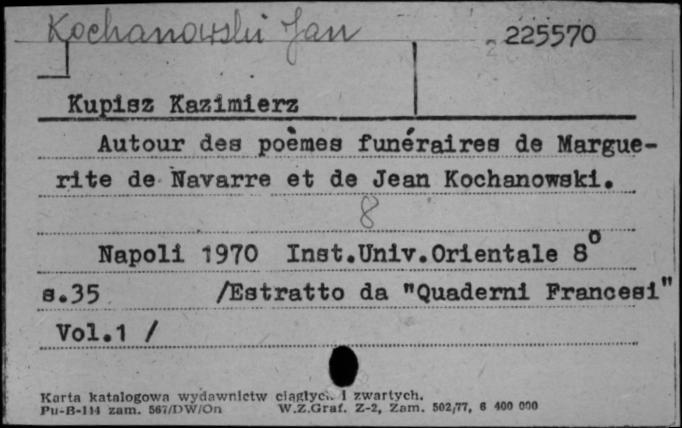 Kochanowski Jan
225570
Kupisz Kazimierz
Autour des poèmes funéraires de Margue-
rite de Navarre et de Jean Kochanowski.
8
Napoli 1970 Inst.Univ.Orientale 8°
s.35 /Estratto da "Quaderni Francesi"
Vol.1 /
Karta katalogowa wydawnictw ciągłych i zwartych.
Pu-B-114 zam. 567/DW/On W.Z.Graf. Z-2, Zam. 502/77, 6 400 000